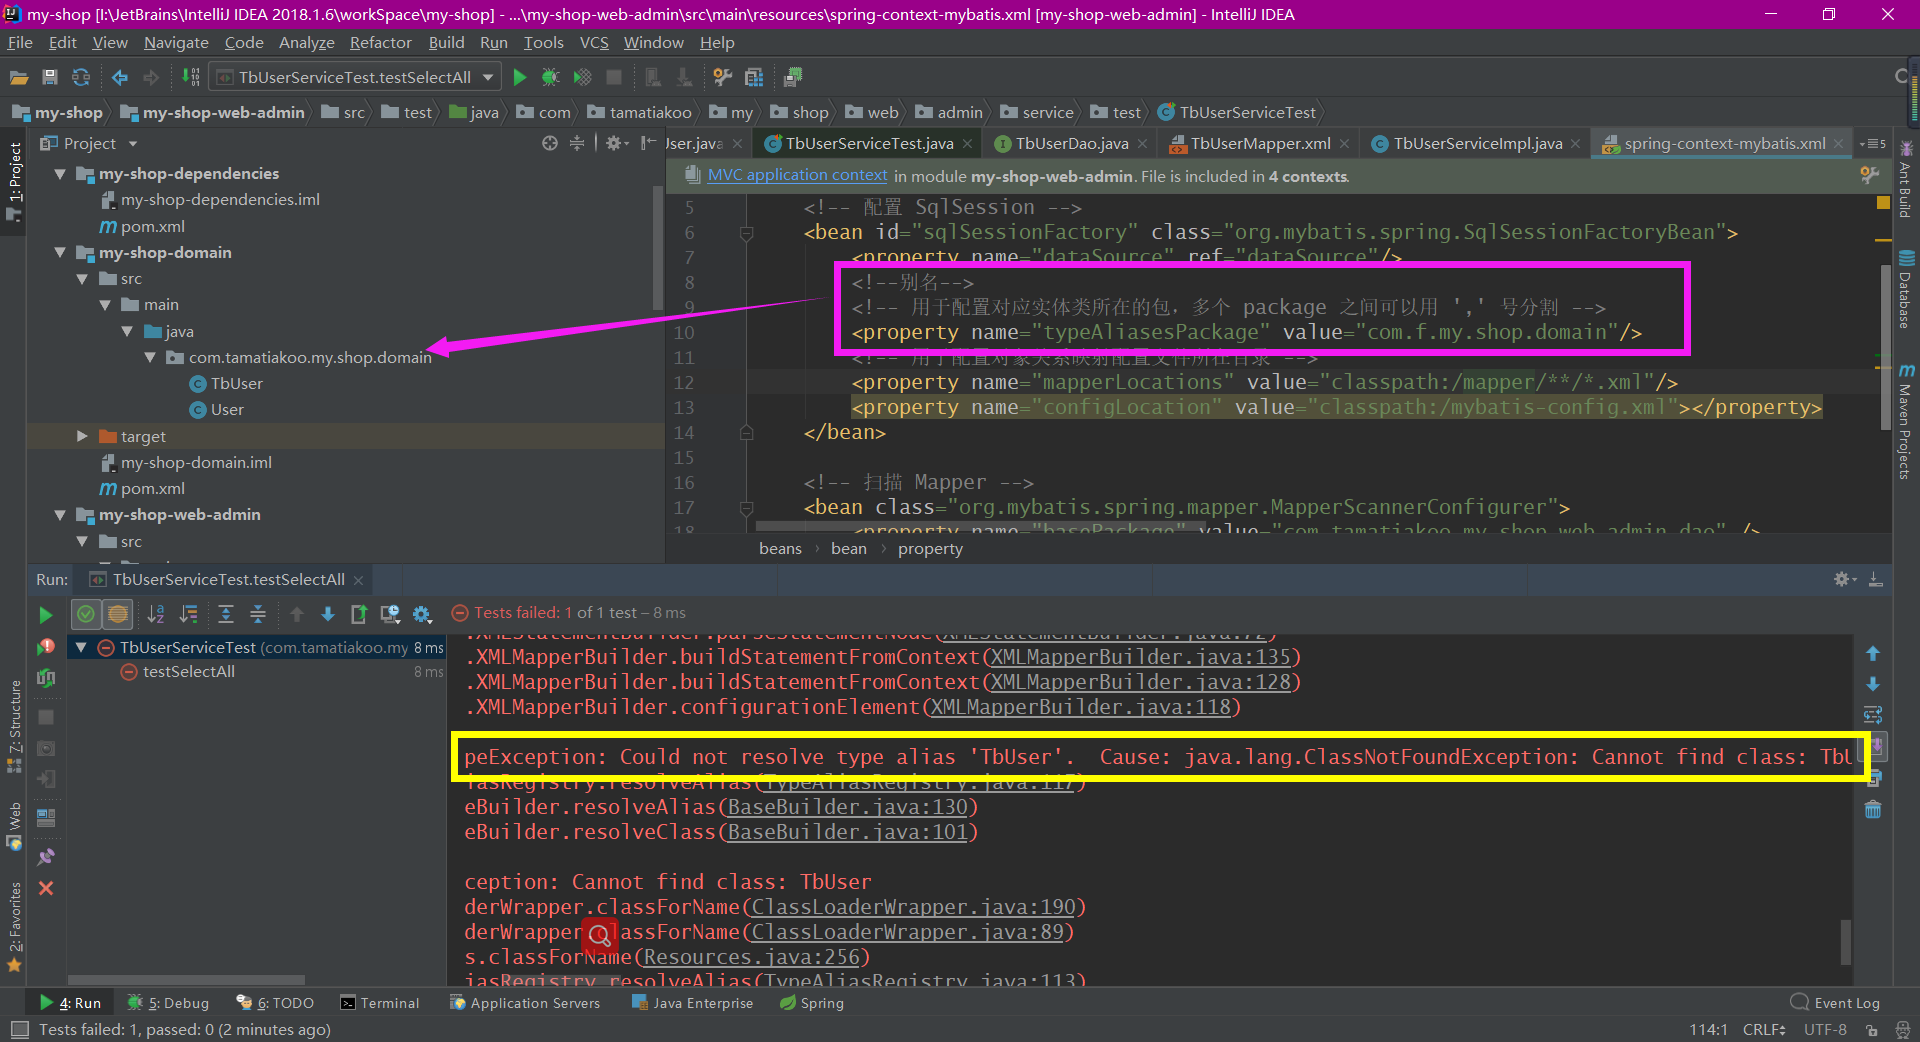 my-shop [I:\JetBrains\IntelliJ IDEA 2018.1.6\workSpace\my-shop] - ...\my-shop-web-admin\src\main\resources\spring-context-mybatis.xml [my-shop-web-admin] - IntelliJ IDEA
File Edit View Navigate Code Analyze Refactor Build Run Tools VCS Window Help
TbUserServiceTest.testSelectAll
my-shop my-shop-web-admin src test java com tamatiakoo my shop web admin service test TbUserServiceTest
Project
User.java TbUserServiceTest.java TbUserDao.java TbUserMapper.xml TbUserServiceImpl.java spring-context-mybatis.xml 5
MVC application context in module my-shop-web-admin. File is included in 4 contexts.
1: Project
my-shop-dependencies
my-shop-dependencies.iml
pom.xml
my-shop-domain
src
main
java
com.tamatiakoo.my.shop.domain
TbUser
User
target
my-shop-domain.iml
pom.xml
my-shop-web-admin
src
5 <!-- 配置 SqlSession -->
6 <bean id="sqlSessionFactory" class="org.mybatis.spring.SqlSessionFactoryBean">
7 <property name="dataSource" ref="dataSource"/>
8 <!--别名-->
9 <!-- 用于配置对应实体类所在的包，多个 package 之间可以用 ',' 号分割 -->
10 <property name="typeAliasesPackage" value="com.f.my.shop.domain"/>
11 <!-- 用于配置对象关系映射配置文件所在目录 -->
12 <property name="mapperLocations" value="classpath:/mapper/**/*.xml"/>
13 <property name="configLocation" value="classpath:/mybatis-config.xml"></property>
14 </bean>
15
16 <!-- 扫描 Mapper -->
17 <bean class="org.mybatis.spring.mapper.MapperScannerConfigurer">
18 <property name="basePackage" value="com.tamatiakoo.my.shop.web.admin.dao" />
beans › bean › property
Ant Build
Database
Maven Projects
Run: TbUserServiceTest.testSelectAll
Tests failed: 1 of 1 test – 8 ms
TbUserServiceTest (com.tamatiakoo.my 8 ms
testSelectAll 8 ms
.XMLStatementBuilder.parseStatementNode(XMLStatementBuilder.java:72)
.XMLMapperBuilder.buildStatementFromContext(XMLMapperBuilder.java:135)
.XMLMapperBuilder.buildStatementFromContext(XMLMapperBuilder.java:128)
.XMLMapperBuilder.configurationElement(XMLMapperBuilder.java:118)
peException: Could not resolve type alias 'TbUser'.  Cause: java.lang.ClassNotFoundException: Cannot find class: TbU
iasRegistry.resolveAlias(TypeAliasRegistry.java:117)
eBuilder.resolveAlias(BaseBuilder.java:130)
eBuilder.resolveClass(BaseBuilder.java:101)
ception: Cannot find class: TbUser
derWrapper.classForName(ClassLoaderWrapper.java:190)
derWrapper.classForName(ClassLoaderWrapper.java:89)
s.classForName(Resources.java:256)
iasRegistry.resolveAlias(TypeAliasRegistry.java:113)
7: Structure
Web
2: Favorites
4: Run 5: Debug 6: TODO Terminal Application Servers Java Enterprise Spring Event Log
Tests failed: 1, passed: 0 (2 minutes ago) 114:1 CRLF UTF-8